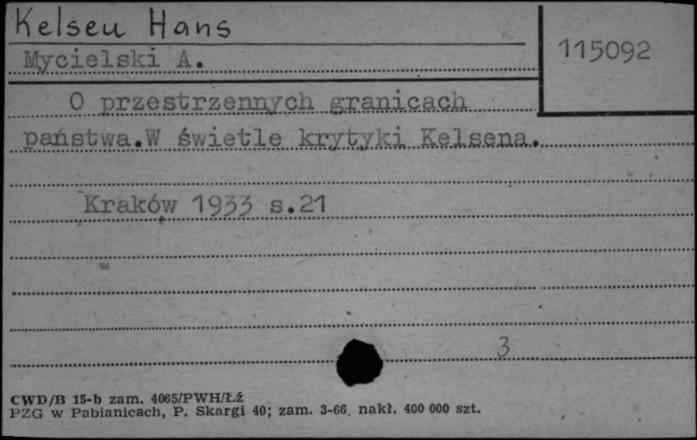 Kelsen Hans
115092
Mycielski A.
O przestrzennych granicach
państwa.W świetle krytyki Kelsena.
Kraków 1933 s.21
3
CWD/B 15-b zam. 4065/PWH/ŁŹ
PZG w Pabianicach, P. Skargi 40; zam. 3-66. nakł. 400 000 szt.